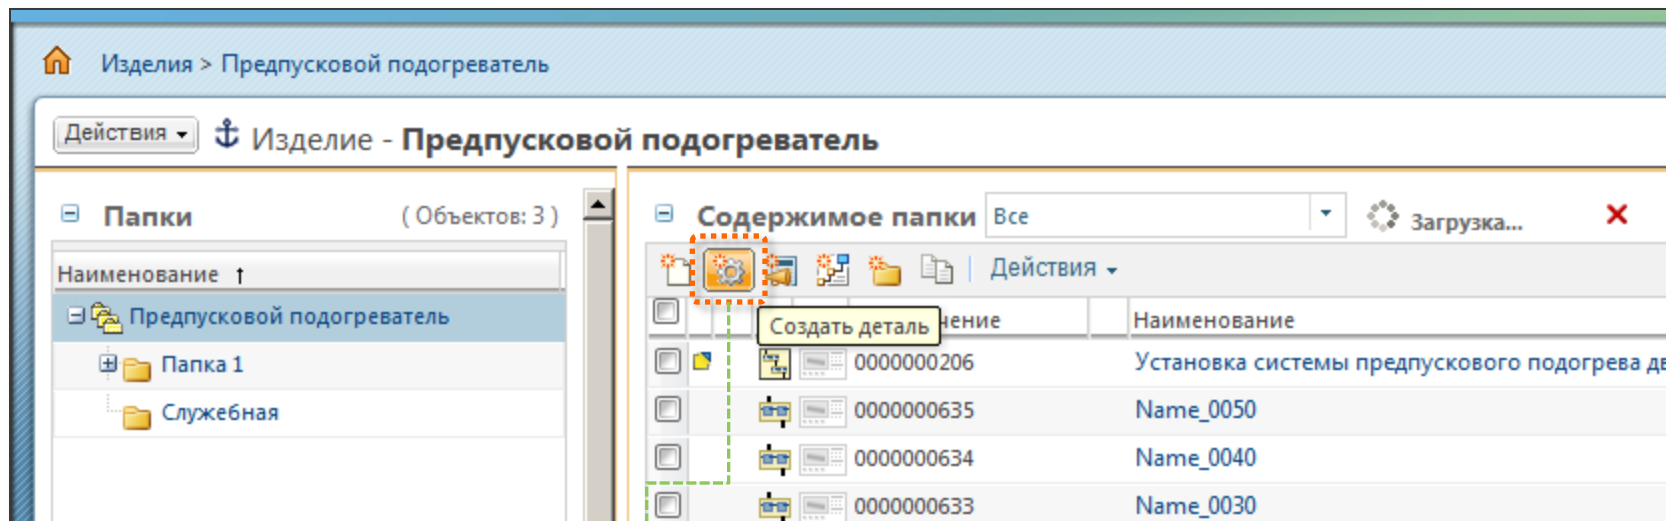 Изделия > Предпусковой подогреватель
Действия
Изделие - Предпусковой подогреватель
Папки
( Объектов: 3 )
Наименование ↑
Предпусковой подогреватель
Папка 1
Служебная
Содержимое папки
Все
Загрузка...
Действия
Создать деталь
Наименование
0000000206
Установка системы предпускового подогрева
0000000635
Name_0050
0000000634
Name_0040
0000000633
Name_0030